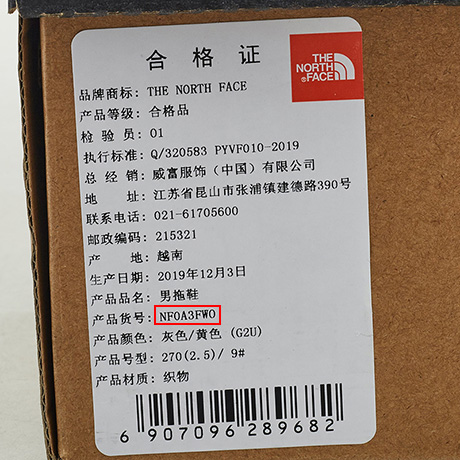 合格证
THE
NORTH
FACE
品牌商标: THE NORTH FACE
产品等级: 合格品
检 验 员: 01
执行标准: Q/320583 PYVF010-2019
总 经 销: 威富服饰（中国）有限公司
地 址: 江苏省昆山市张浦镇建德路390号
联系电话: 021-61705600
邮政编码: 215321
产 地: 越南
生产日期: 2019年12月3日
产品品名: 男拖鞋
产品货号: NF0A3FWO
产品颜色: 灰色/黄色 (G2U)
产品号型: 270(2.5)/ 9#
产品材质: 织物
6 907096 289682